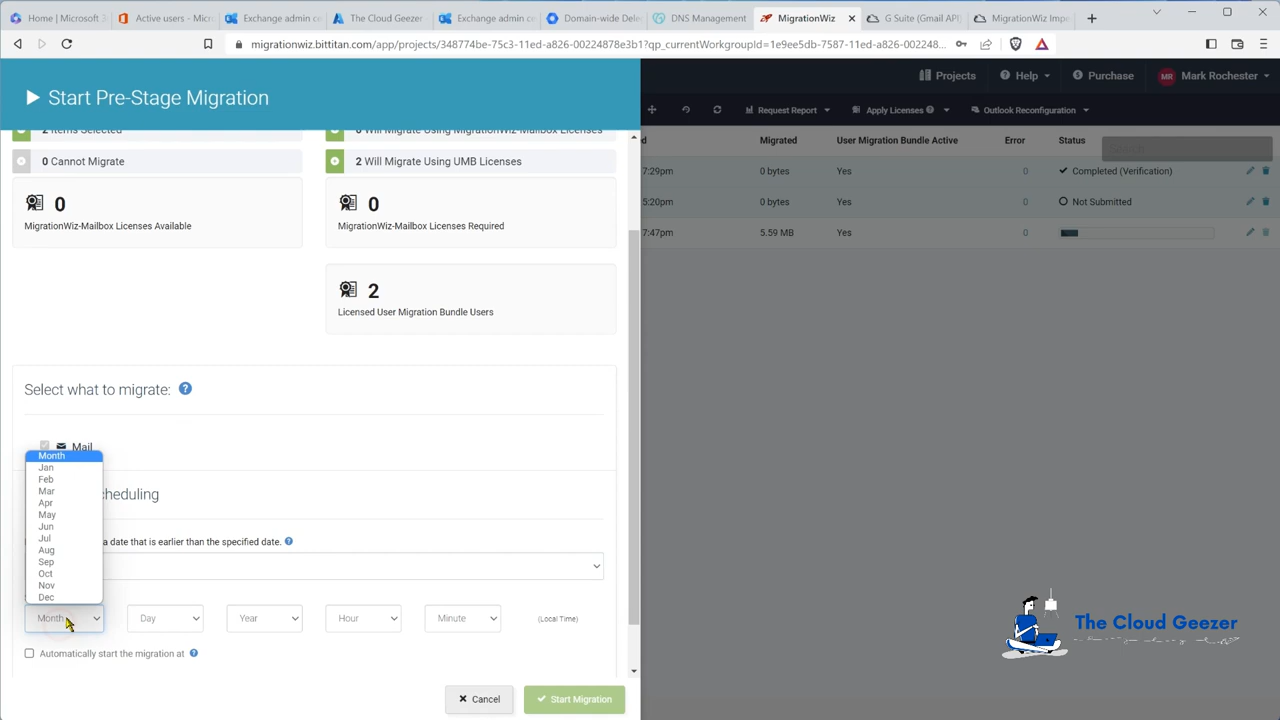 Home | Microsoft 3
Active users - Micro
Exchange admin ce
The Cloud Geezer
Exchange admin ce
Domain-wide Dele
DNS Management
MigrationWiz
G Suite (Gmail API)
MigrationWiz Imp
migrationwiz.bittitan.com/app/projects/348774be-75c3-11ed-a826-00224878e3b1?qp_currentWorkgroupId=1e9ee5db-7587-11ed-a826-002248...
Projects
Help
Purchase
MR
Mark Rochester
Start Pre-Stage Migration
Request Report
Apply Licenses
Outlook Reconfiguration
2 Items Selected
0 Will Migrate Using MigrationWiz-Mailbox Licenses
0 Cannot Migrate
2 Will Migrate Using UMB Licenses
d
Migrated
User Migration Bundle Active
Error
Status
Search
7:29pm
0 bytes
Yes
0
Completed (Verification)
5:20pm
0 bytes
Yes
0
Not Submitted
7:47pm
5.59 MB
Yes
0
0
MigrationWiz-Mailbox Licenses Available
0
MigrationWiz-Mailbox Licenses Required
2
Licensed User Migration Bundle Users
Select what to migrate:
Mail
Month
Jan
Feb
Mar
Apr
May
Jun
Jul
Aug
Sep
Oct
Nov
Dec
cheduling
a date that is earlier than the specified date.
Month
Day
Year
Hour
Minute
(Local Time)
Automatically start the migration at
Cancel
Start Migration
The Cloud Geezer